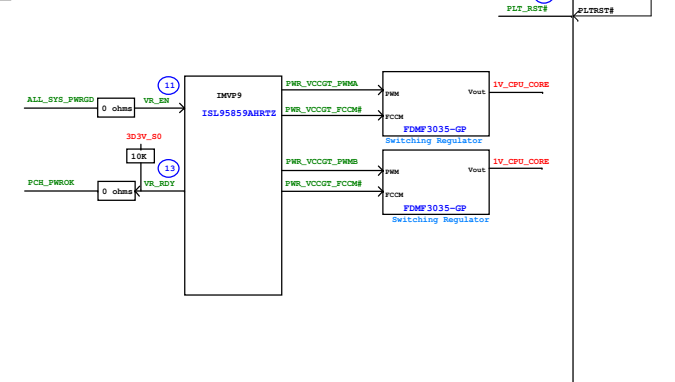 PLT_RST#
PLTRST#
11
IMVP9
ISL95859AHRTZ
ALL_SYS_PWRGD
0 ohms
VR_EN
PWR_VCCGT_PWMA
PWM
Vout
1V_CPU_CORE
PWR_VCCGT_FCCM#
FCCM
FDMF3035-GP
Switching Regulator
3D3V_S0
10K
13
PCH_PWROK
0 ohms
VR_RDY
PWR_VCCGT_PWMB
PWM
Vout
1V_CPU_CORE
PWR_VCCGT_FCCM#
FCCM
FDMF3035-GP
Switching Regulator